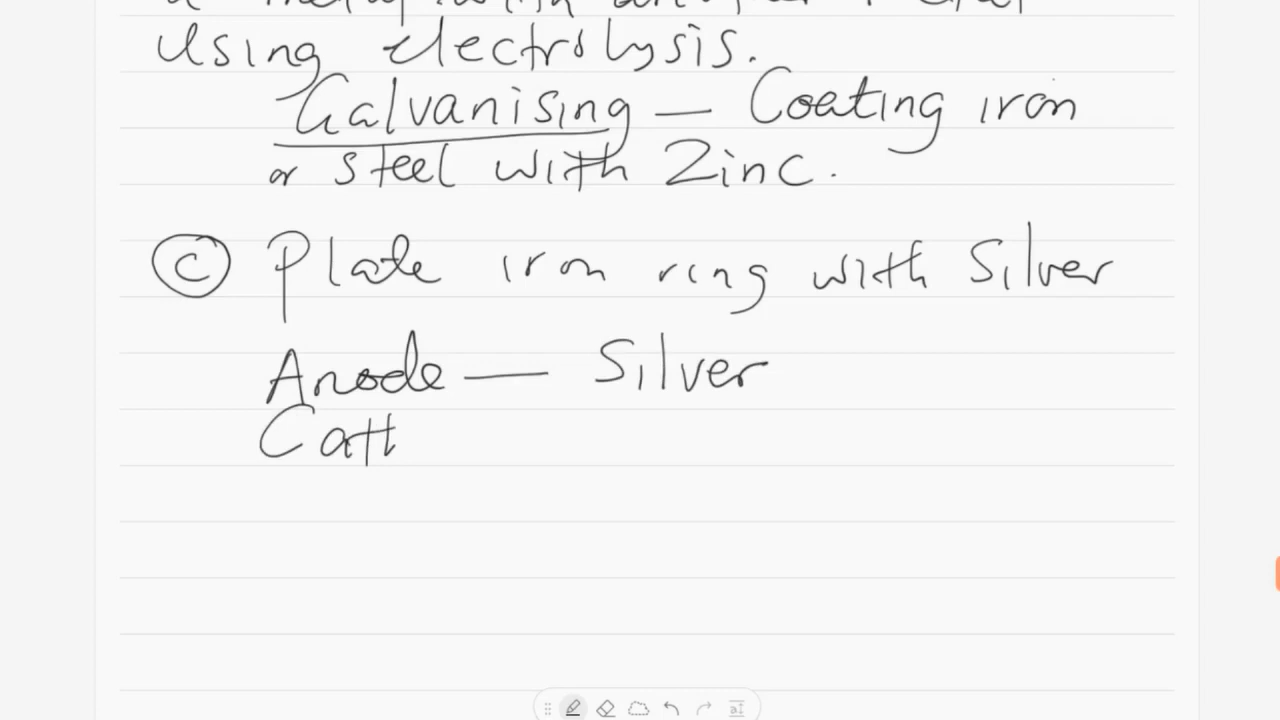 using electrolysis.
Galvanising — Coating iron
or steel with Zinc.
© Plate iron ring with Silver
Anode — Silver
Cath